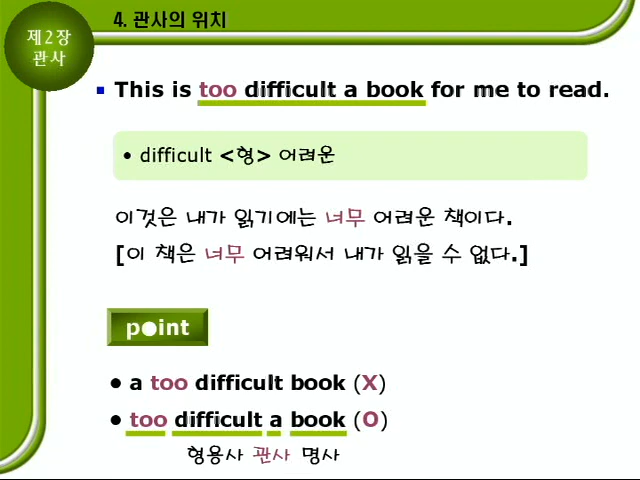 제2장
관사
4. 관사의 위치
▪ This is too difficult a book for me to read.
• difficult <형> 어려운
이것은 내가 읽기에는 너무 어려운 책이다.
[이 책은 너무 어려워서 내가 읽을 수 없다.]
point
• a too difficult book (X)
• too difficult a book (O)
형용사 관사 명사